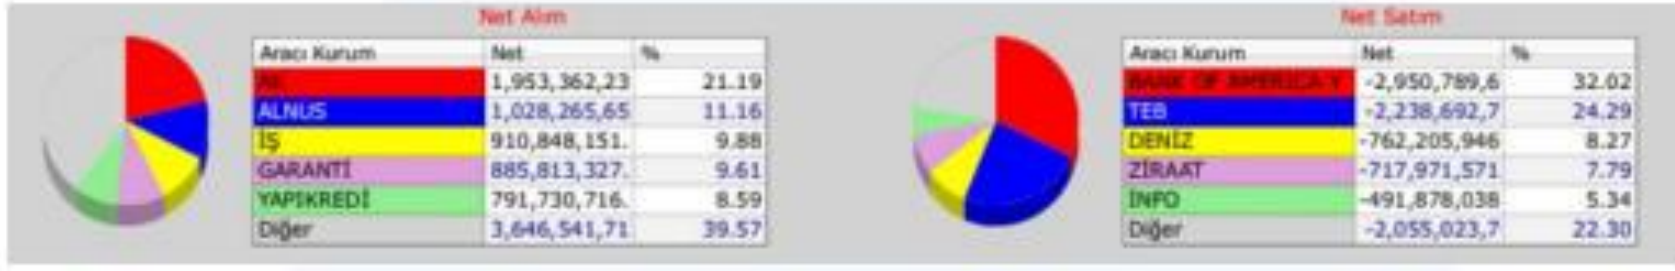 Net Alım
Aracı Kurum Net %
AK 1,953,362,23 21.19
ALNUS 1,028,265,65 11.16
İŞ 910,848,151. 9.88
GARANTİ 885,813,327. 9.61
YAPIKREDİ 791,730,716. 8.59
Diğer 3,646,541,71 39.57
Net Satım
Aracı Kurum Net %
BANK OF AMERICA Y -2,950,789,6 32.02
TEB -2,238,692,7 24.29
DENİZ -762,205,946 8.27
ZİRAAT -717,971,571 7.79
İNFO -491,878,038 5.34
Diğer -2,055,023,7 22.30